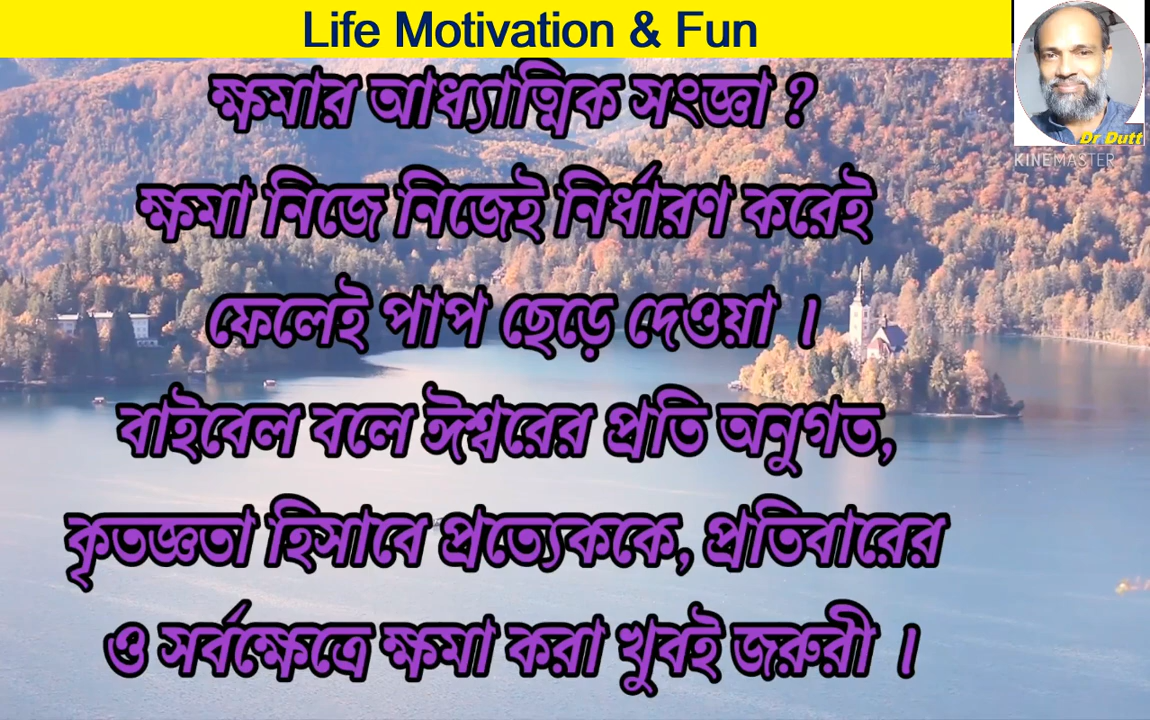 Life Motivation & Fun
Dr Dutt
KINEMASTER
ক্ষমার আধ্যাত্মিক সংজ্ঞা ?
ক্ষমা নিজে নিজেই নির্ধারণ করেই
ফেলেই পাপ ছেড়ে দেওয়া ।
বাইবেল বলে ঈশ্বরের প্রতি অনুগত,
কৃতজ্ঞতা হিসাবে প্রত্যেককে, প্রতিবারের
ও সর্বক্ষেত্রে ক্ষমা করা খুবই জরুরী ।